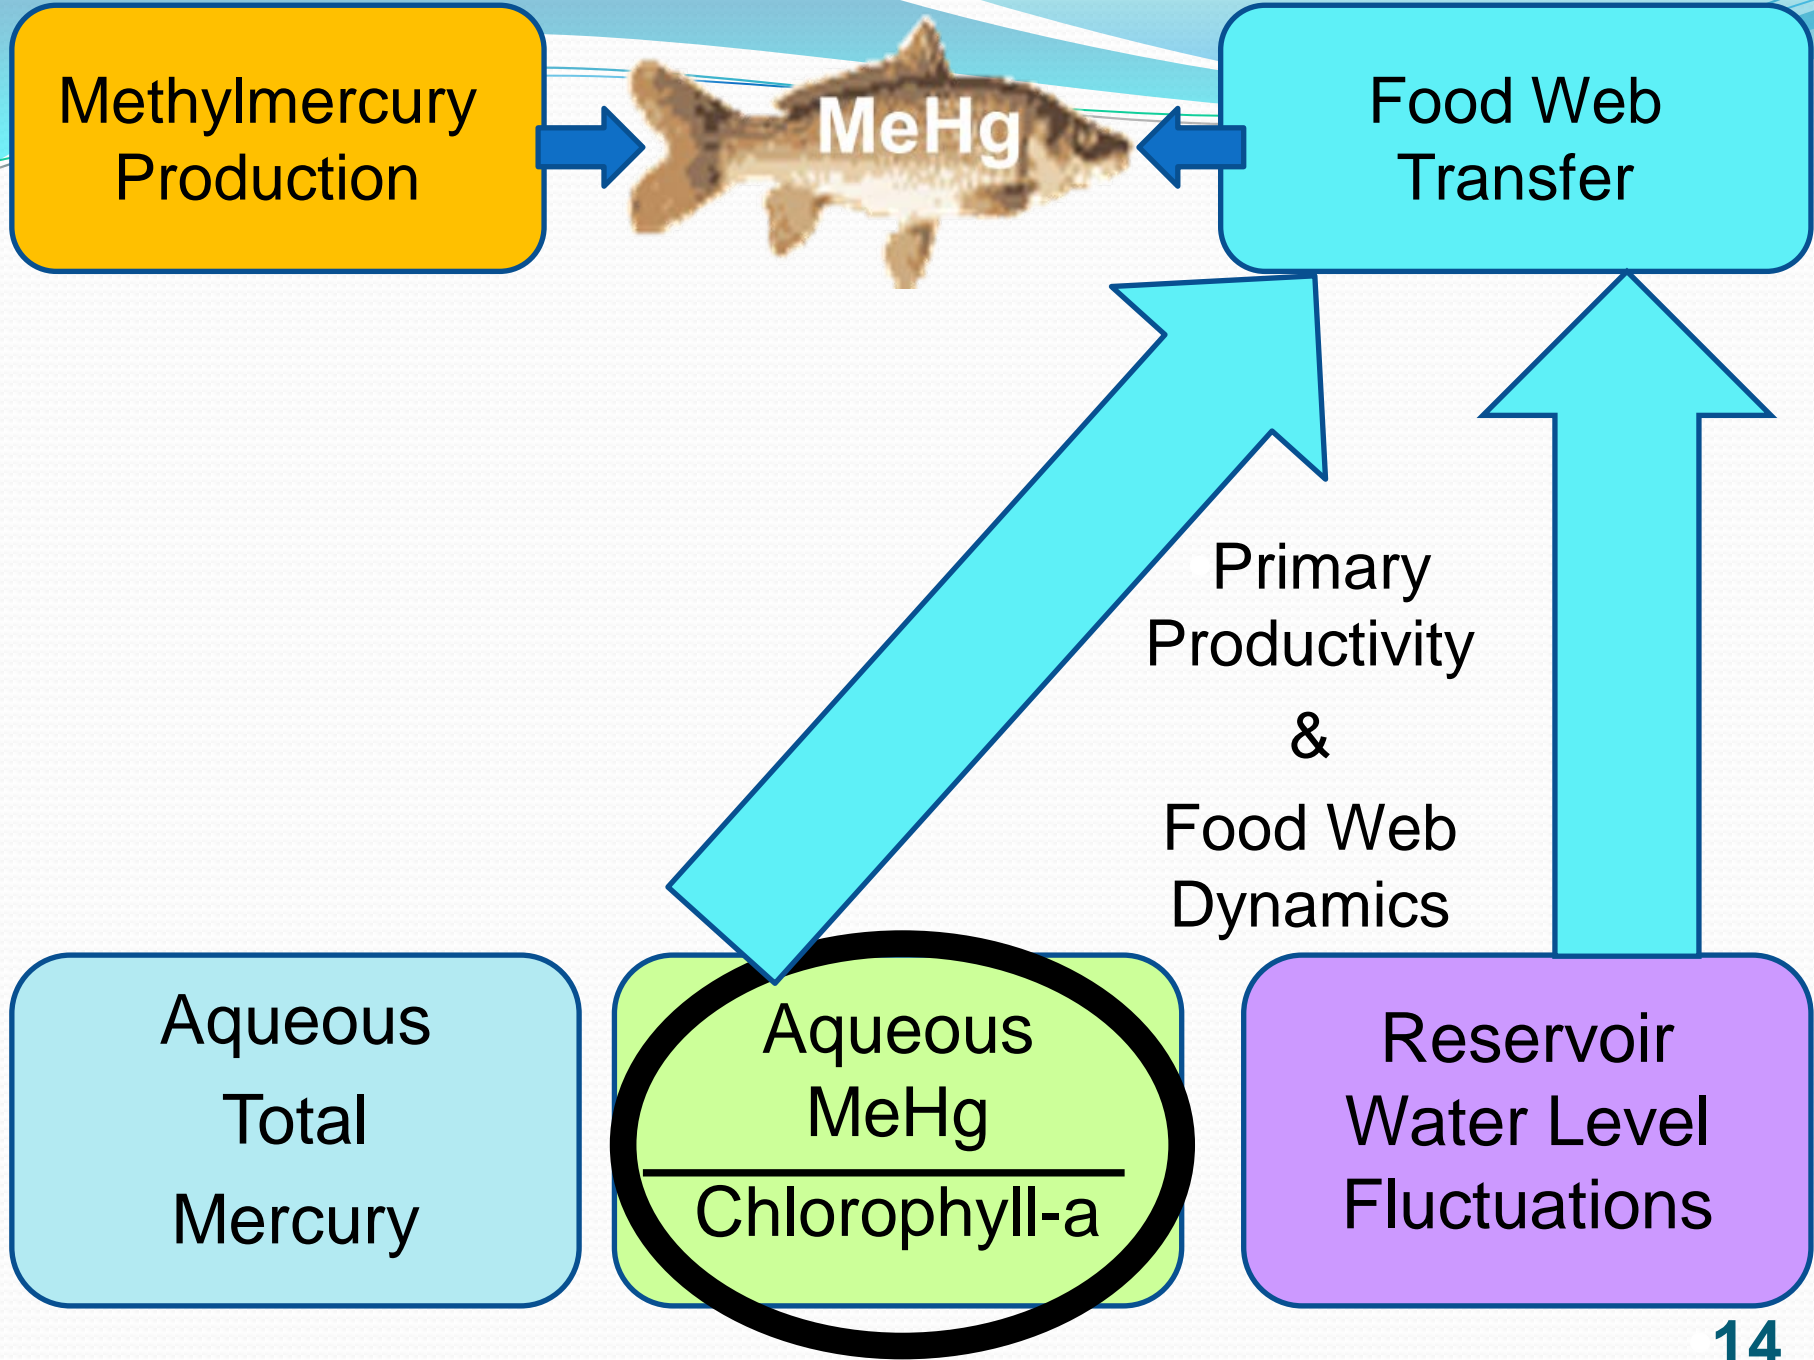 Methylmercury
Production
MeHg
Food Web
Transfer
Primary
Productivity
&
Food Web
Dynamics
Aqueous
Total
Mercury
Aqueous
MeHg
Chlorophyll-a
Reservoir
Water Level
Fluctuations
14